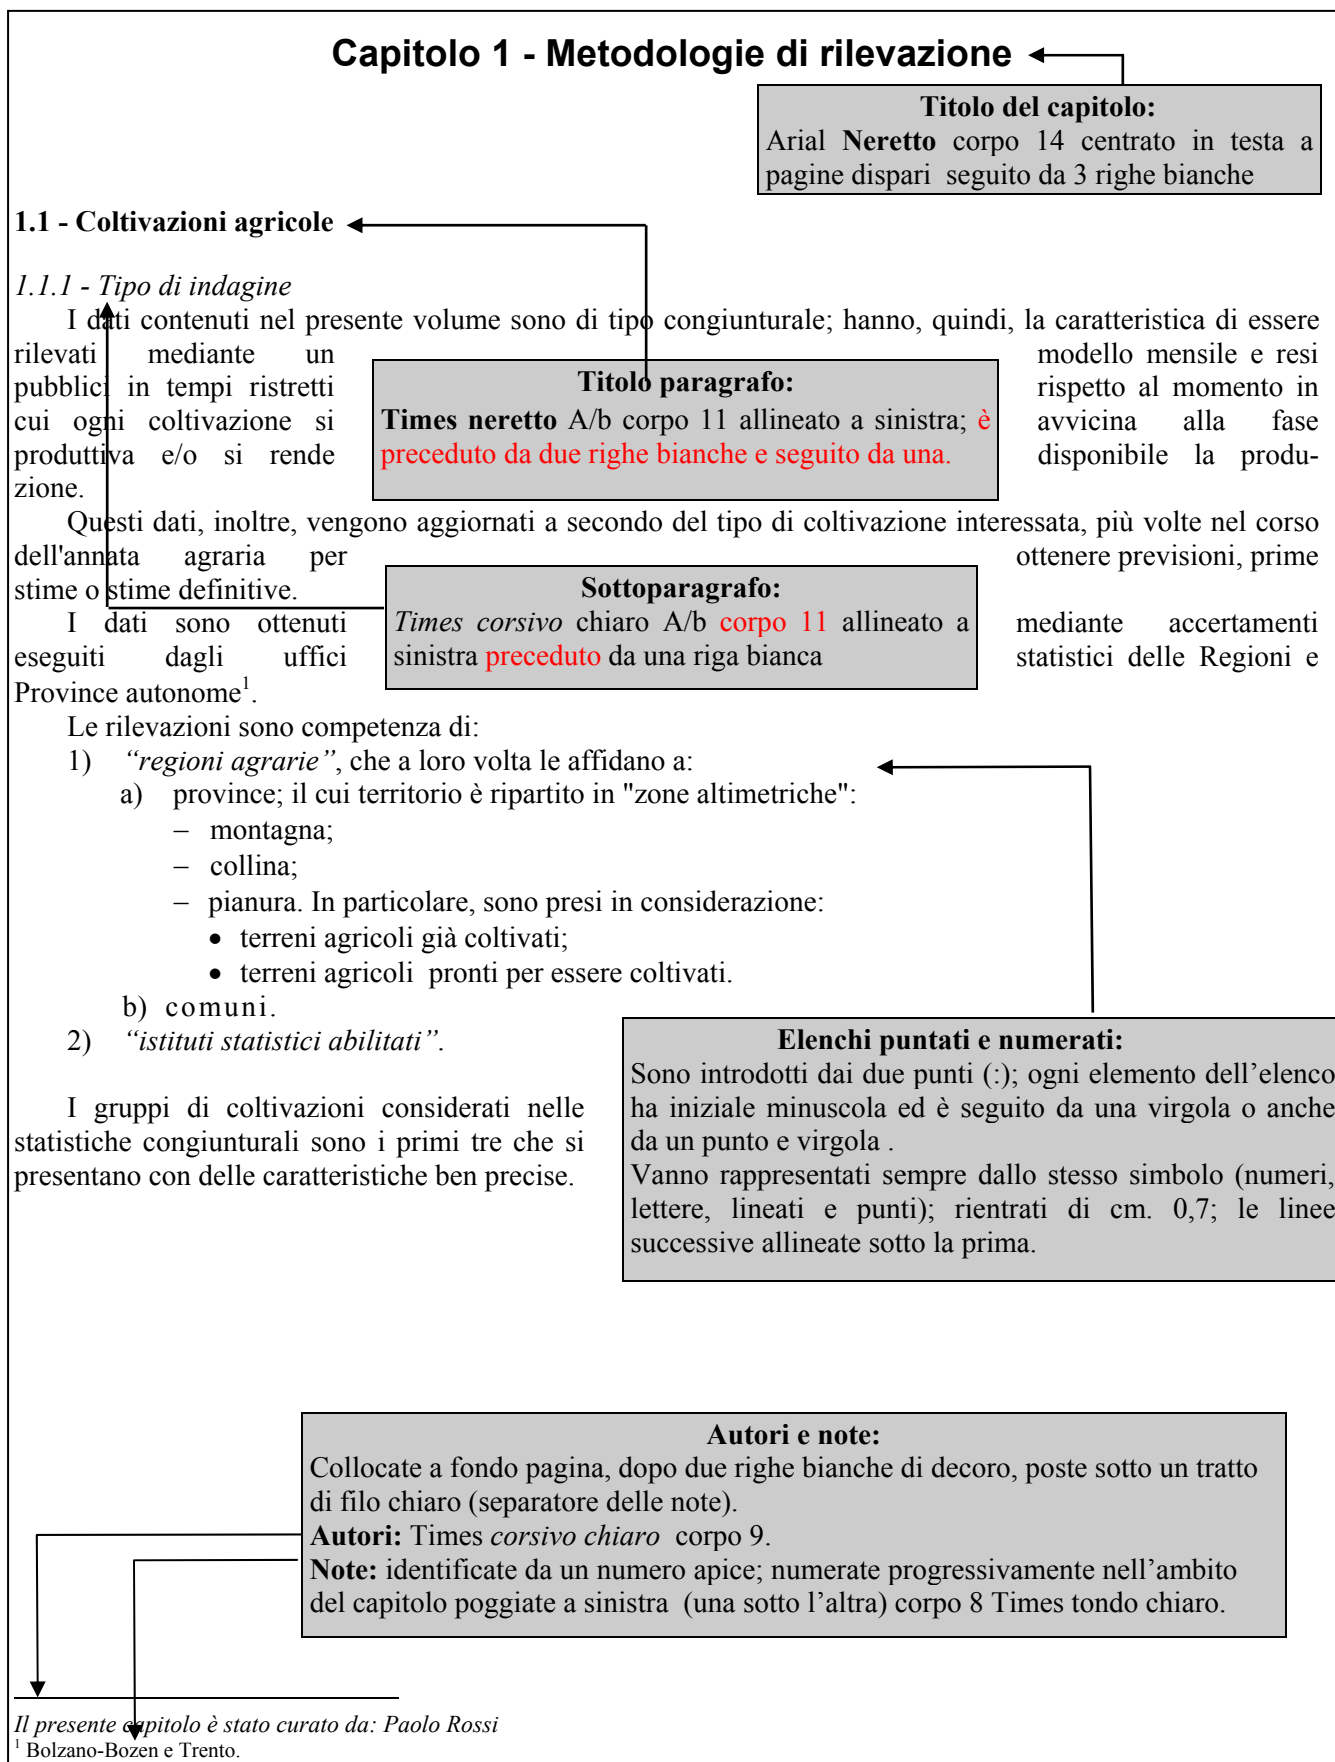 Capitolo 1 - Metodologie di rilevazione
Titolo del capitolo:
Arial Neretto corpo 14 centrato in testa a
pagine dispari seguito da 3 righe bianche
1.1 - Coltivazioni agricole
1.1.1 - Tipo di indagine
I dati contenuti nel presente volume sono di tipo congiunturale; hanno, quindi, la caratteristica di essere
rilevati mediante un modello mensile e resi
pubblici in tempi ristretti rispetto al momento in
cui ogni coltivazione si avvicina alla fase
produttiva e/o si rende disponibile la produ-
zione.
Titolo paragrafo:
Times neretto A/b corpo 11 allineato a sinistra; è
preceduto da due righe bianche e seguito da una.
Questi dati, inoltre, vengono aggiornati a secondo del tipo di coltivazione interessata, più volte nel corso
dell'annata agraria per ottenere previsioni, prime
stime o stime definitive.
I dati sono ottenuti mediante accertamenti
eseguiti dagli uffici statistici delle Regioni e
Province autonome1.
Sottoparagrafo:
Times corsivo chiaro A/b corpo 11 allineato a
sinistra preceduto da una riga bianca
Le rilevazioni sono competenza di:
1) “regioni agrarie”, che a loro volta le affidano a:
a) province; il cui territorio è ripartito in "zone altimetriche":
– montagna;
– collina;
– pianura. In particolare, sono presi in considerazione:
• terreni agricoli già coltivati;
• terreni agricoli pronti per essere coltivati.
b) comuni.
2) “istituti statistici abilitati”.
I gruppi di coltivazioni considerati nelle
statistiche congiunturali sono i primi tre che si
presentano con delle caratteristiche ben precise.
Elenchi puntati e numerati:
Sono introdotti dai due punti (:); ogni elemento dell’elenco
ha iniziale minuscola ed è seguito da una virgola o anche
da un punto e virgola .
Vanno rappresentati sempre dallo stesso simbolo (numeri,
lettere, lineati e punti); rientrati di cm. 0,7; le linee
successive allineate sotto la prima.
Autori e note:
Collocate a fondo pagina, dopo due righe bianche di decoro, poste sotto un tratto
di filo chiaro (separatore delle note).
Autori: Times corsivo chiaro corpo 9.
Note: identificate da un numero apice; numerate progressivamente nell’ambito
del capitolo poggiate a sinistra (una sotto l’altra) corpo 8 Times tondo chiaro.
Il presente capitolo è stato curato da: Paolo Rossi
1 Bolzano-Bozen e Trento.